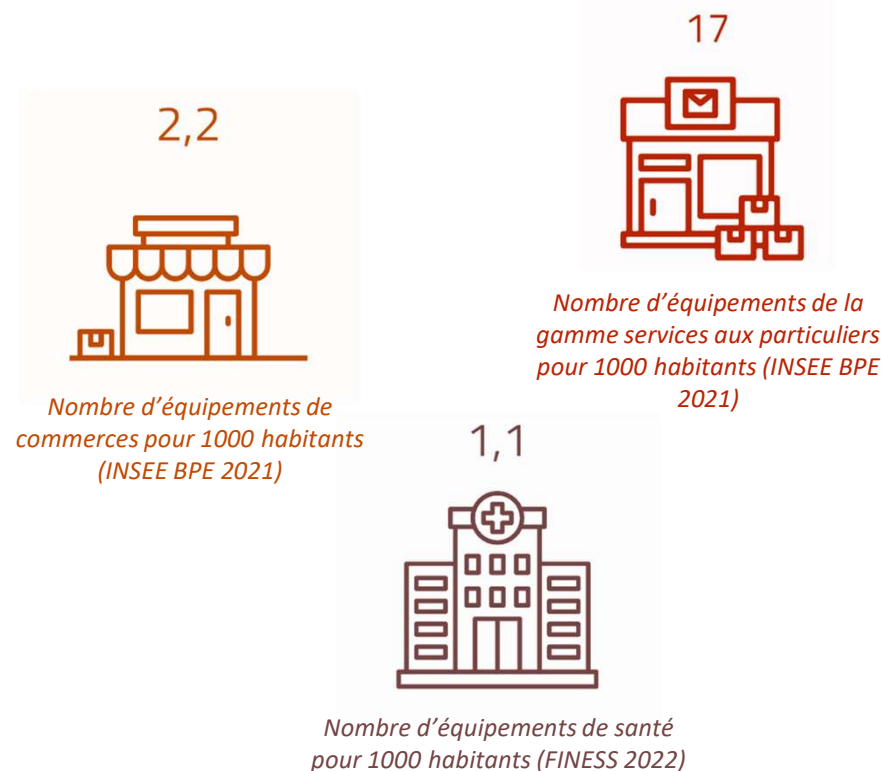 2,2
Nombre d’équipements de
commerces pour 1000 habitants
(INSEE BPE 2021)
17
Nombre d’équipements de la
gamme services aux particuliers
pour 1000 habitants (INSEE BPE
2021)
1,1
Nombre d’équipements de santé
pour 1000 habitants (FINESS 2022)